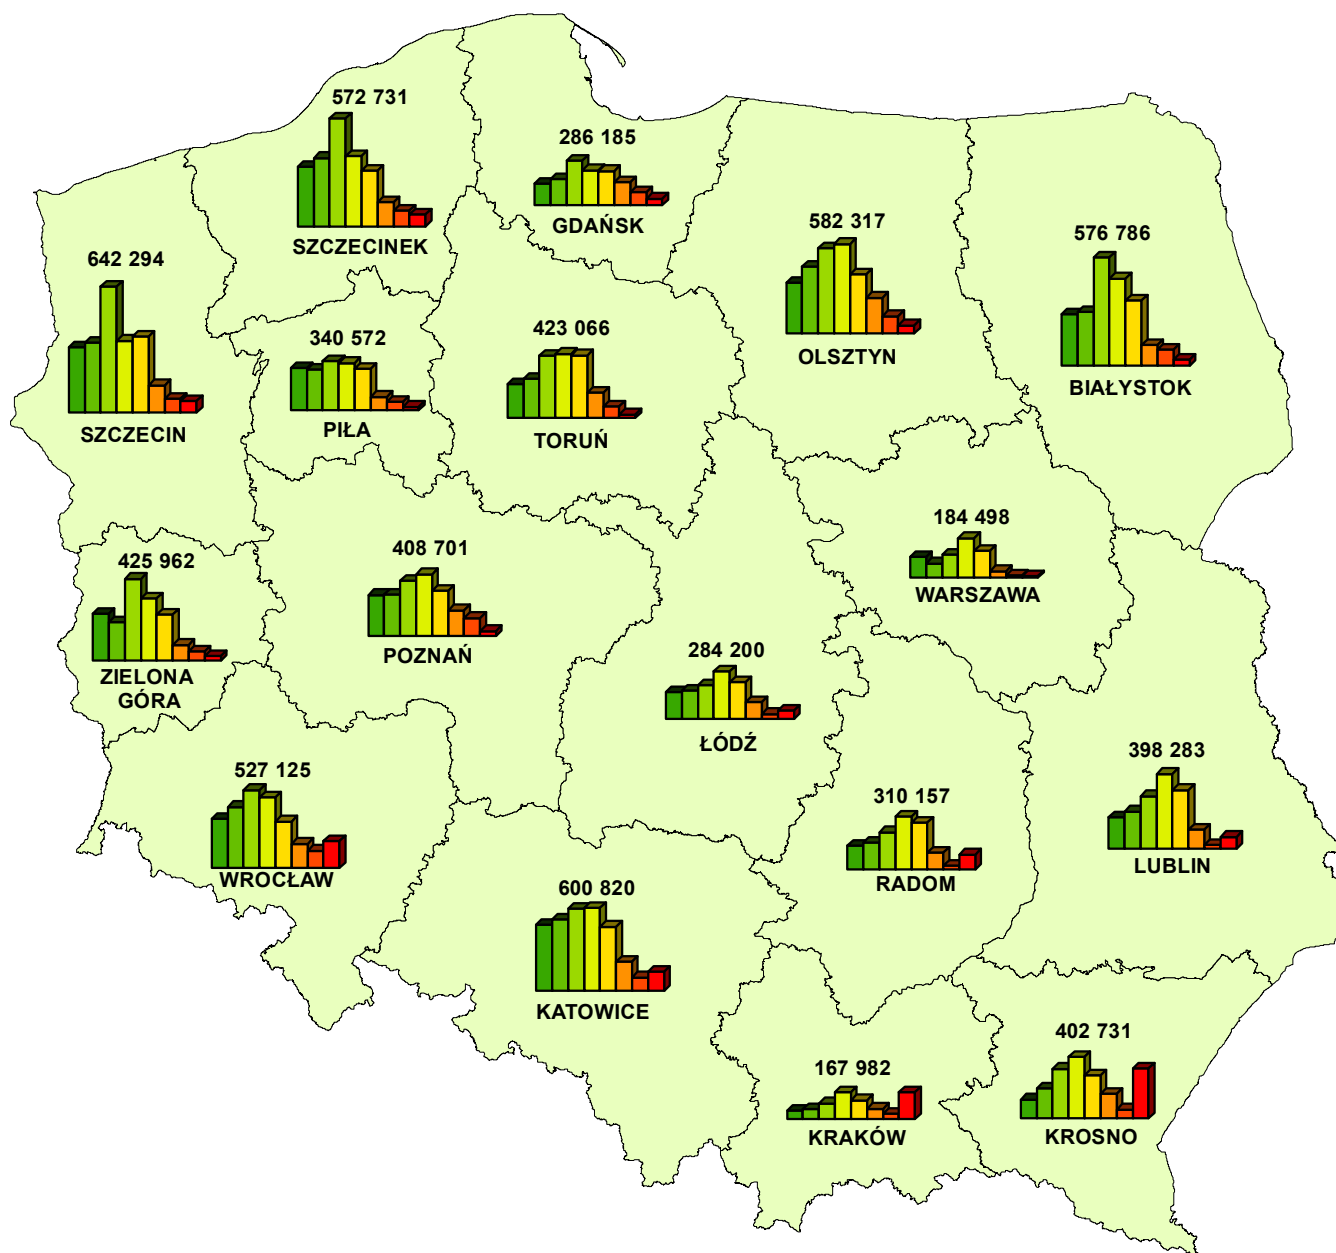 572 731
SZCZECINEK
286 185
GDAŃSK
582 317
OLSZTYN
576 786
BIAŁYSTOK
642 294
SZCZECIN
340 572
PIŁA
423 066
TORUŃ
184 498
WARSZAWA
425 962
ZIELONA
GÓRA
408 701
POZNAŃ
284 200
ŁÓDŹ
398 283
LUBLIN
527 125
WROCŁAW
310 157
RADOM
600 820
KATOWICE
167 982
KRAKÓW
402 731
KROSNO